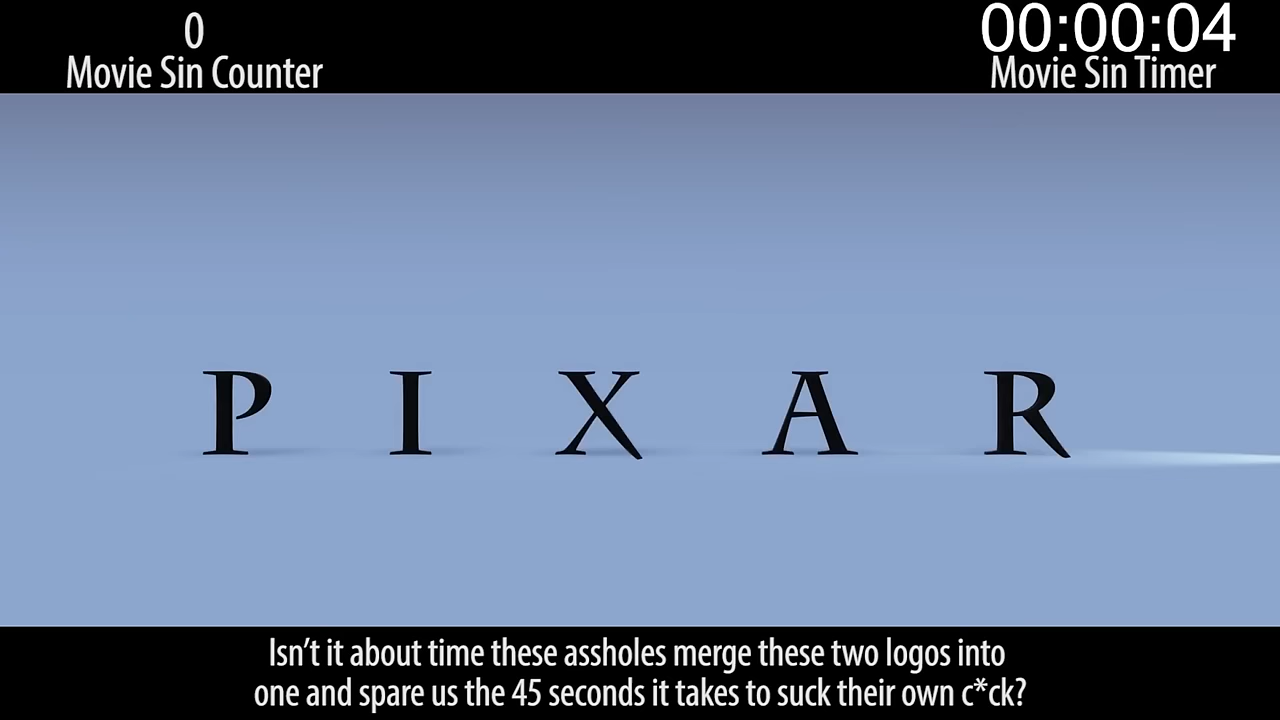 0
Movie Sin Counter
00:00:04
Movie Sin Timer
P I X A R
Isn’t it about time these assholes merge these two logos into
one and spare us the 45 seconds it takes to suck their own c*ck?